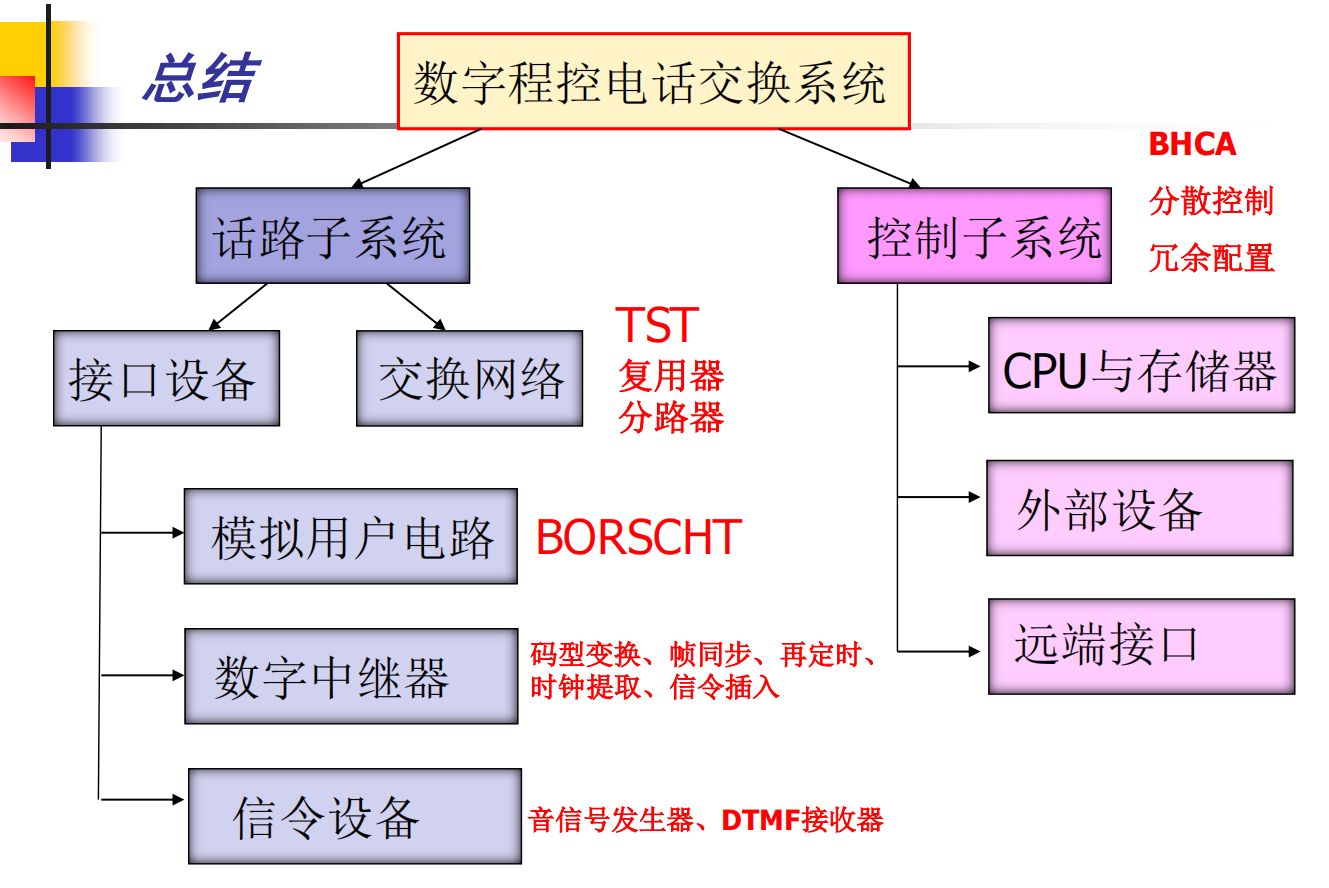 总结
数字程控电话交换系统
BHCA
分散控制
冗余配置
话路子系统
控制子系统
接口设备
交换网络
TST
复用器
分路器
CPU与存储器
模拟用户电路
BORSCHT
外部设备
数字中继器
码型变换、帧同步、再定时、
时钟提取、信令插入
远端接口
信令设备
音信号发生器、DTMF接收器